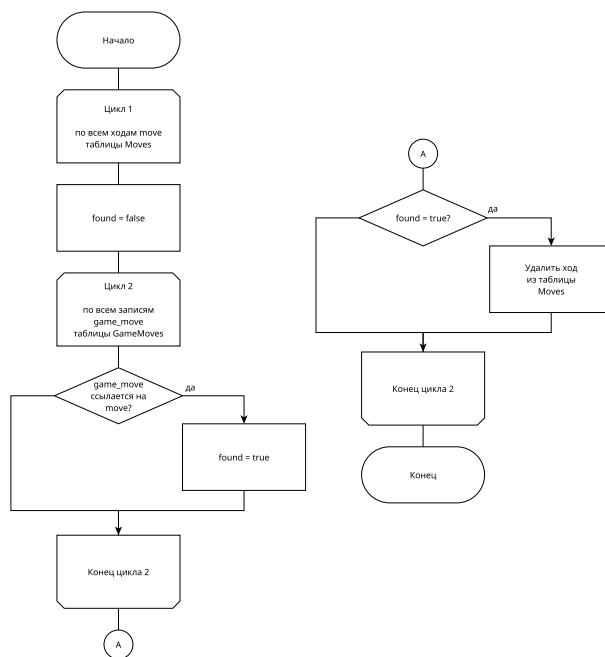 Начало
Цикл 1
по всем ходам move
таблицы Moves
found = false
Цикл 2
по всем записям
game_move
таблицы GameMoves
game_move
ссылается на
move?
да
found = true
Конец цикла 2
А
А
found = true?
да
Удалить ход
из таблицы
Moves
Конец цикла 2
Конец